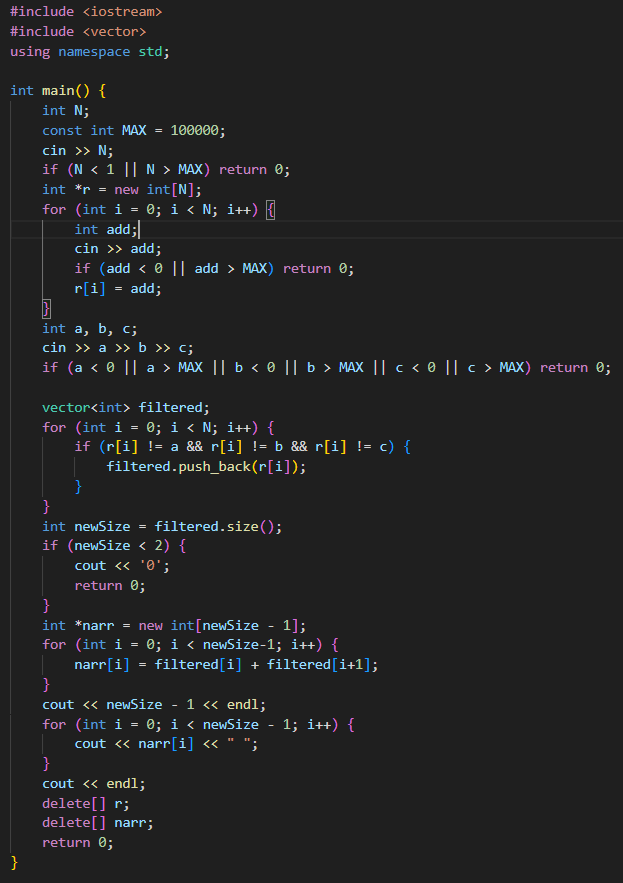 #include <iostream>
#include <vector>
using namespace std;

int main() {
    int N;
    const int MAX = 100000;
    cin >> N;
    if (N < 1 || N > MAX) return 0;
    int *r = new int[N];
    for (int i = 0; i < N; i++) {
        int add;
        cin >> add;
        if (add < 0 || add > MAX) return 0;
        r[i] = add;
    }
    int a, b, c;
    cin >> a >> b >> c;
    if (a < 0 || a > MAX || b < 0 || b > MAX || c < 0 || c > MAX) return 0;

    vector<int> filtered;
    for (int i = 0; i < N; i++) {
        if (r[i] != a && r[i] != b && r[i] != c) {
            filtered.push_back(r[i]);
        }
    }
    int newSize = filtered.size();
    if (newSize < 2) {
        cout << '0';
        return 0;
    }
    int *narr = new int[newSize - 1];
    for (int i = 0; i < newSize-1; i++) {
        narr[i] = filtered[i] + filtered[i+1];
    }
    cout << newSize - 1 << endl;
    for (int i = 0; i < newSize - 1; i++) {
        cout << narr[i] << " ";
    }
    cout << endl;
    delete[] r;
    delete[] narr;
    return 0;
}